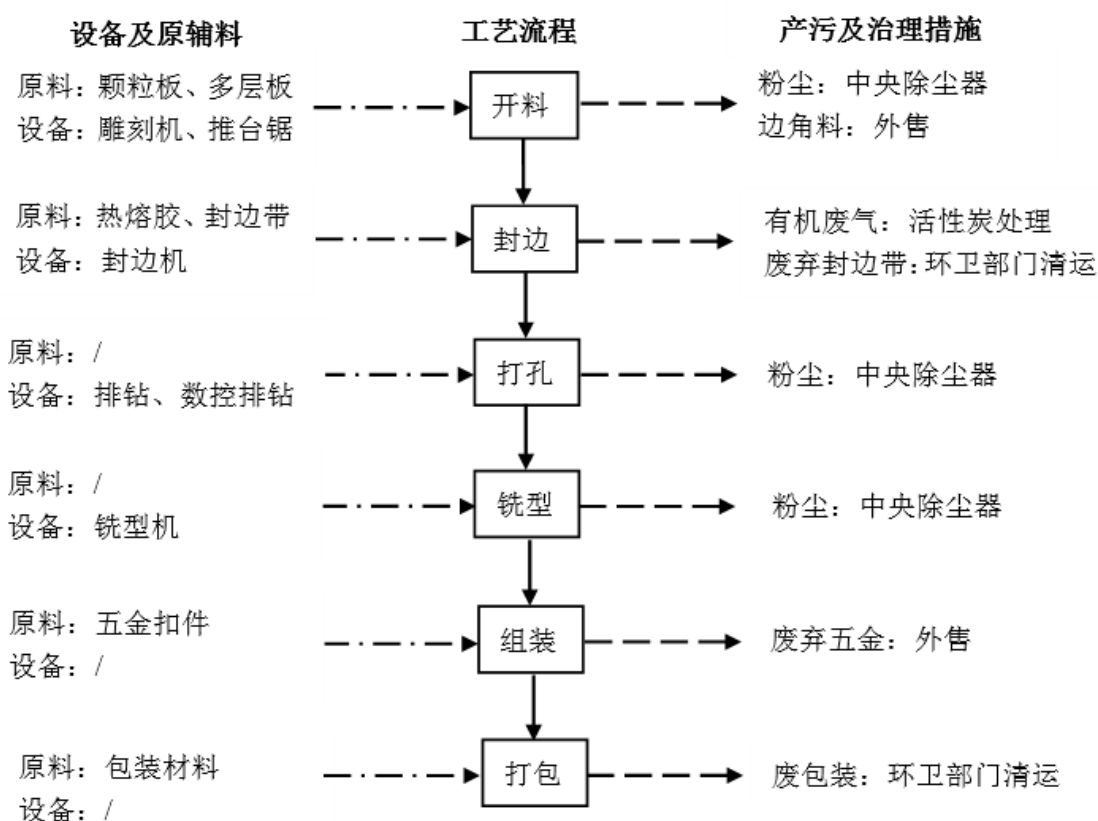 设备及原辅料 工艺流程 产污及治理措施
原料：颗粒板、多层板
设备：雕刻机、推台锯
开料
粉尘：中央除尘器
边角料：外售
原料：热熔胶、封边带
设备：封边机
封边
有机废气：活性炭处理
废弃封边带：环卫部门清运
原料：/
设备：排钻、数控排钻
打孔
粉尘：中央除尘器
原料：/
设备：铣型机
铣型
粉尘：中央除尘器
原料：五金扣件
设备：/
组装
废弃五金：外售
原料：包装材料
设备：/
打包
废包装：环卫部门清运